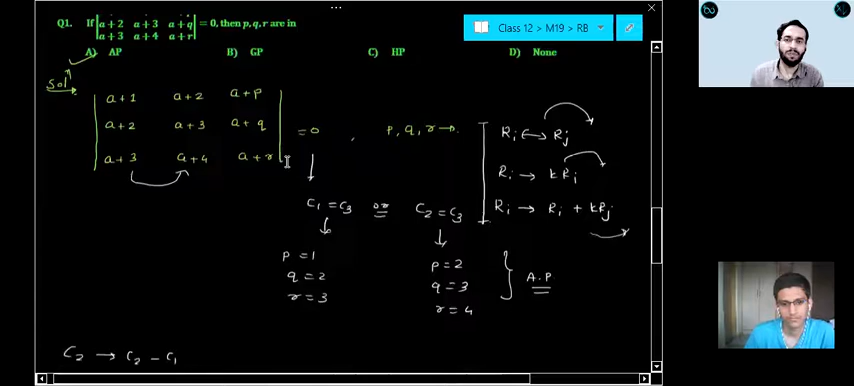 Q1. If |a+2 a+3 a+q| = 0, then p, q, r are in
a+3 a+4 a+r
A) AP B) GP C) HP D) None
Class 12 > M19 > RB
Solⁿ
a+1 a+2 a+p
a+2 a+3 a+q
a+3 a+4 a+r
= 0 , p, q, r →
Ri ↔ Rj
Ri → kRi
Ri → Ri + kRj
C1 = C3 or C2 = C3
p = 1
q = 2
r = 3
p = 2
q = 3
r = 4
} A.P
C2 → C2 - C1